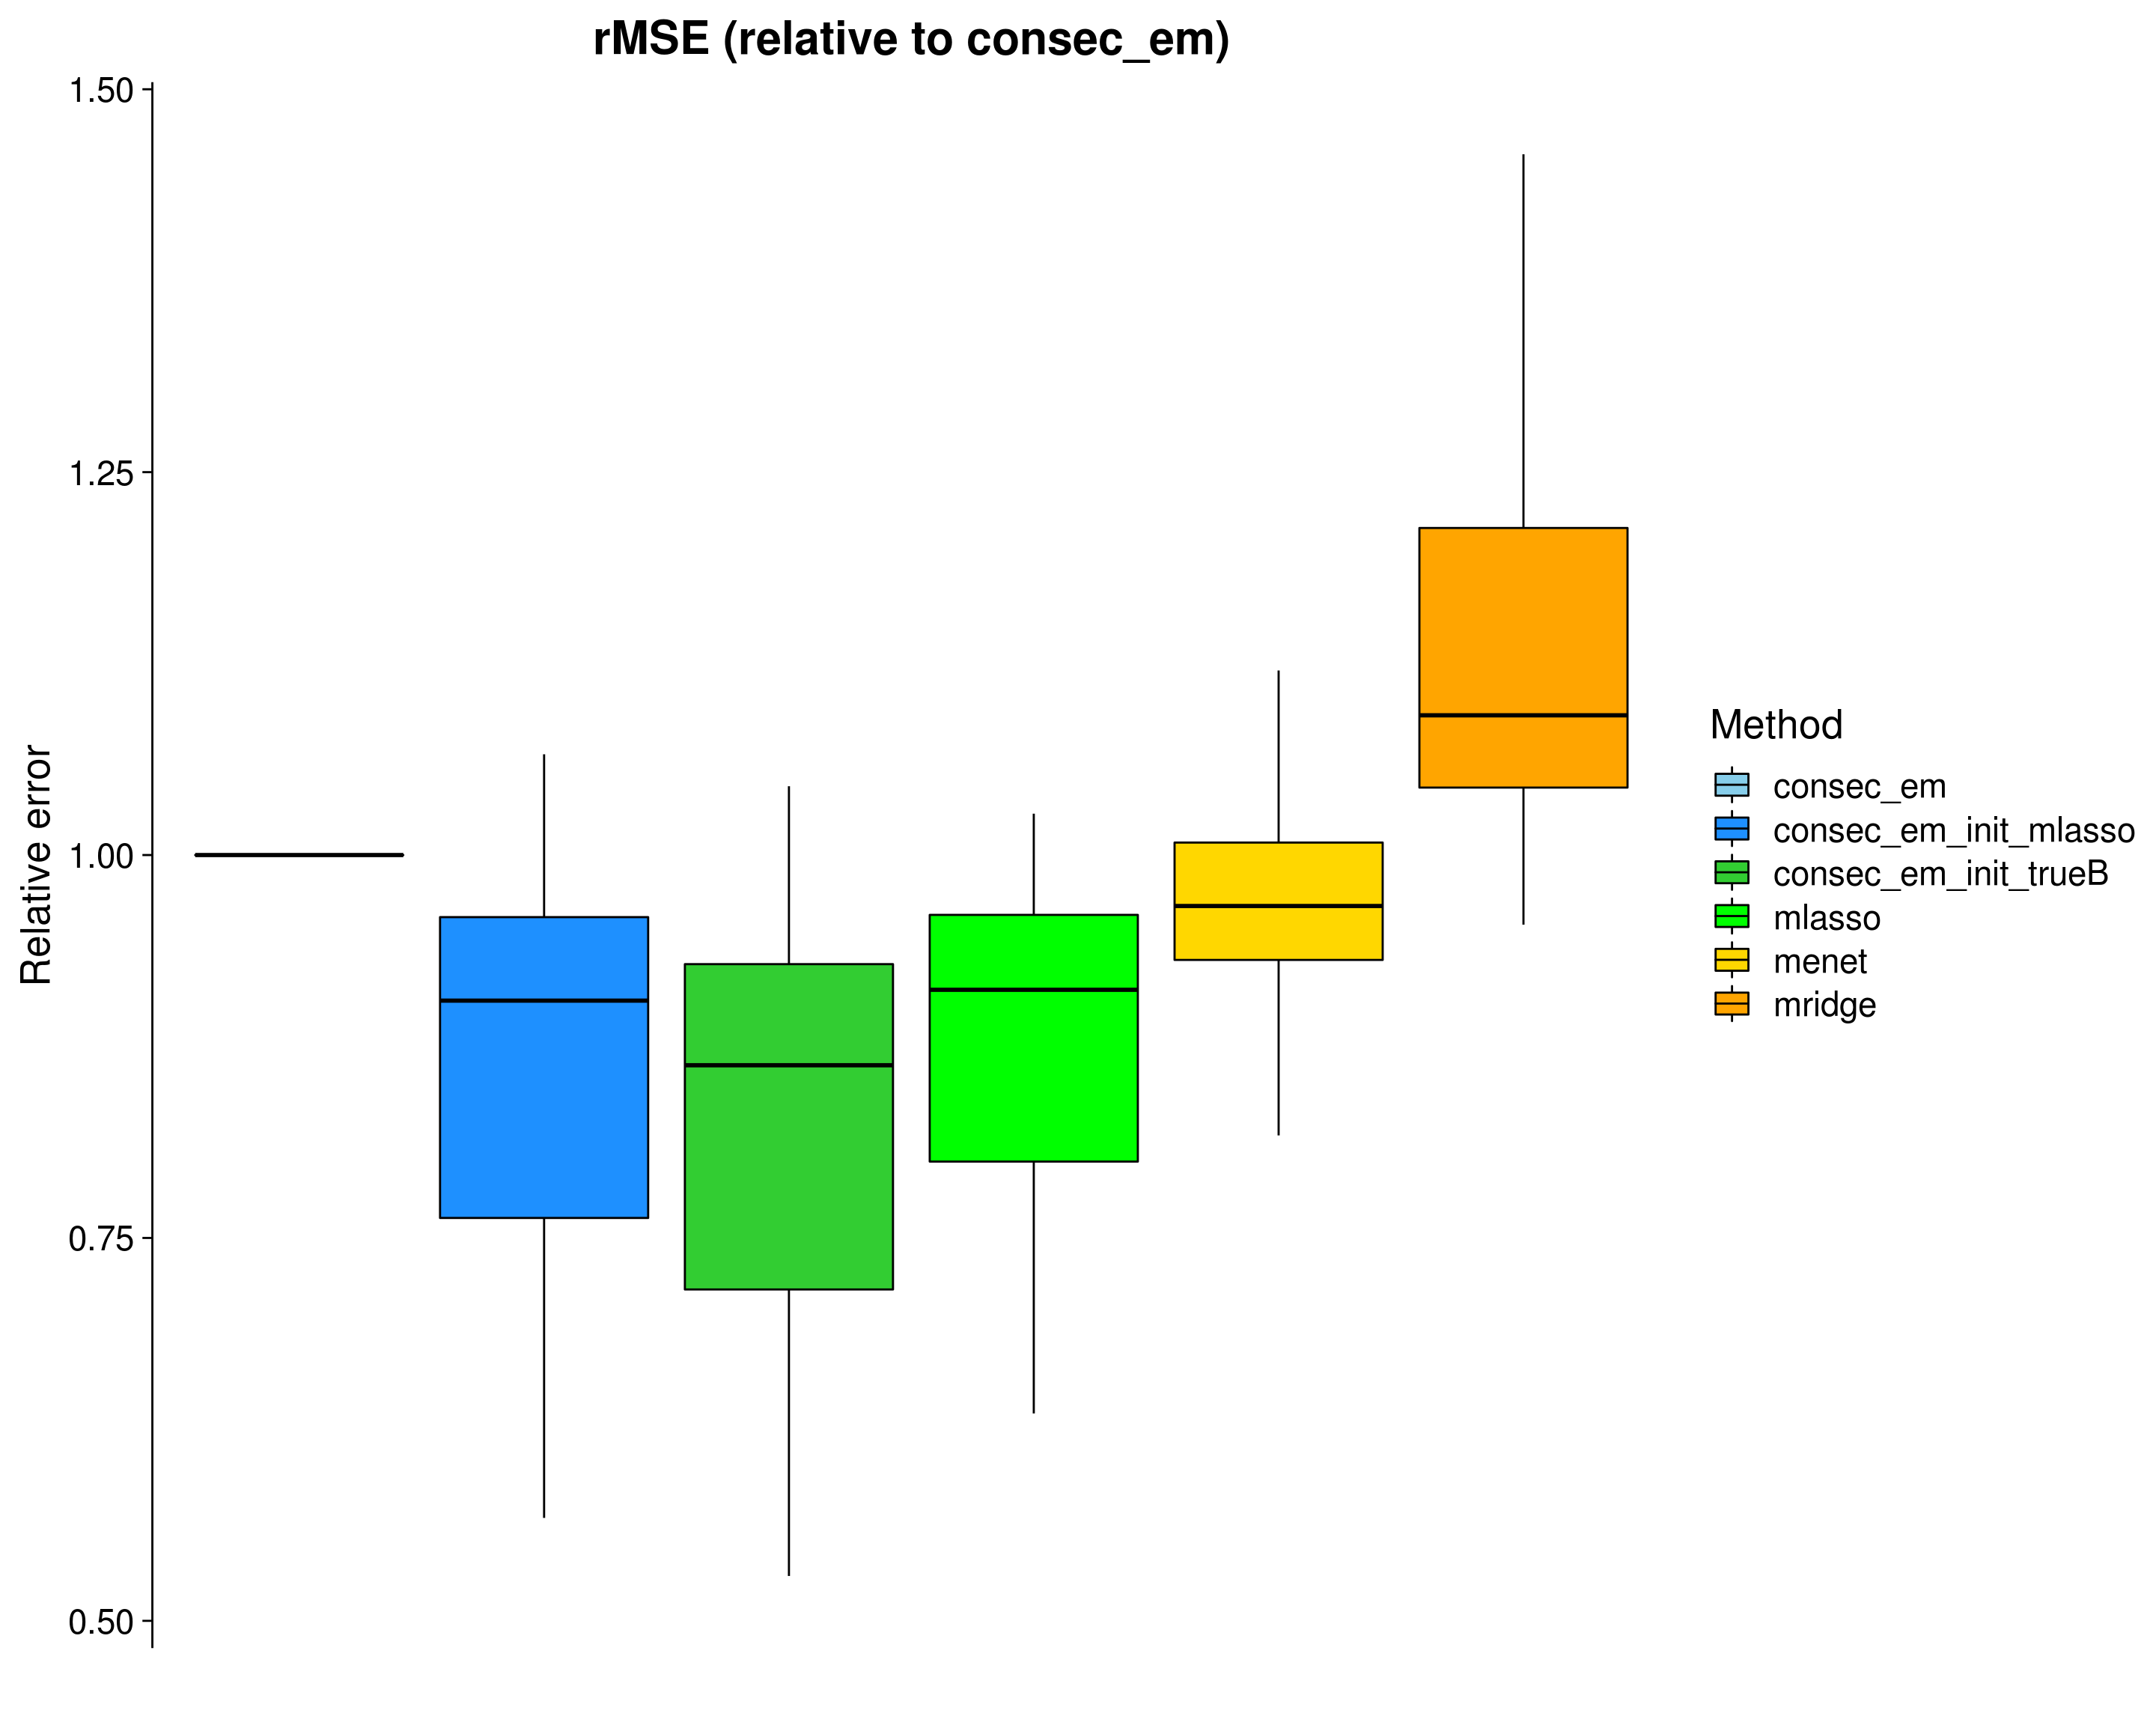 rMSE (relative to consec_em)
1.50
1.25
1.00
0.75
0.50
Relative error
Method
consec_em
consec_em_init_mlasso
consec_em_init_trueB
mlasso
menet
mridge